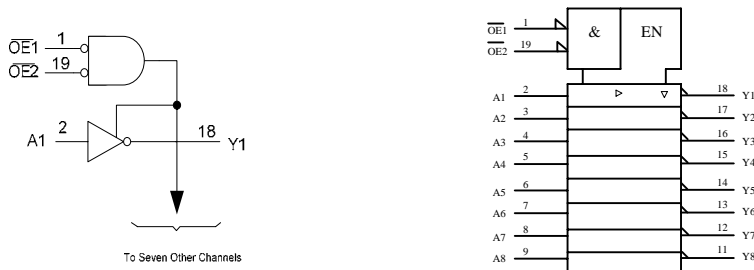 OE1 1
OE2 19
A1 2
18 Y1
To Seven Other Channels
OE1 1
OE2 19
& EN
A1 2 18 Y1
A2 3 17 Y2
A3 4 16 Y3
A4 5 15 Y4
A5 6 14 Y5
A6 7 13 Y6
A7 8 12 Y7
A8 9 11 Y8